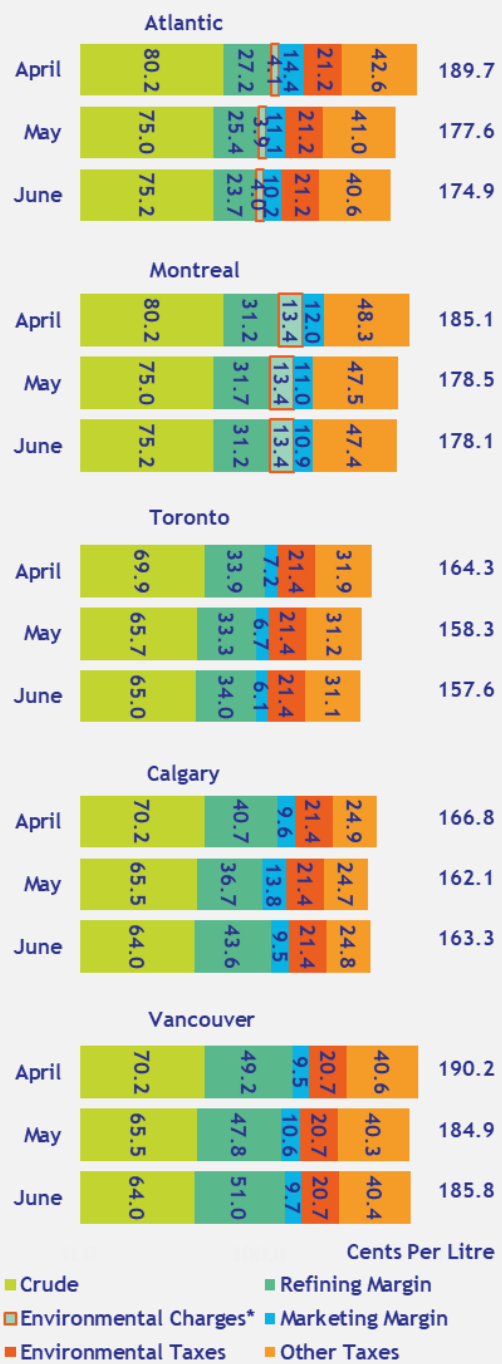 Atlantic
April 80.2 27.2 4.1 14.4 21.2 42.6 189.7
May 75.0 25.4 3.9 11.1 21.2 41.0 177.6
June 75.2 23.7 4.0 10.2 21.2 40.6 174.9
Montreal
April 80.2 31.2 13.4 12.0 48.3 185.1
May 75.0 31.7 13.4 11.0 47.5 178.5
June 75.2 31.2 13.4 10.9 47.4 178.1
Toronto
April 69.9 33.9 7.2 21.4 31.9 164.3
May 65.7 33.3 6.7 21.4 31.2 158.3
June 65.0 34.0 6.1 21.4 31.1 157.6
Calgary
April 70.2 40.7 9.6 21.4 24.9 166.8
May 65.5 36.7 13.8 21.4 24.7 162.1
June 64.0 43.6 9.5 21.4 24.8 163.3
Vancouver
April 70.2 49.2 9.5 20.7 40.6 190.2
May 65.5 47.8 10.6 20.7 40.3 184.9
June 64.0 51.0 9.7 20.7 40.4 185.8
Cents Per Litre
Crude Refining Margin
Environmental Charges* Marketing Margin
Environmental Taxes Other Taxes